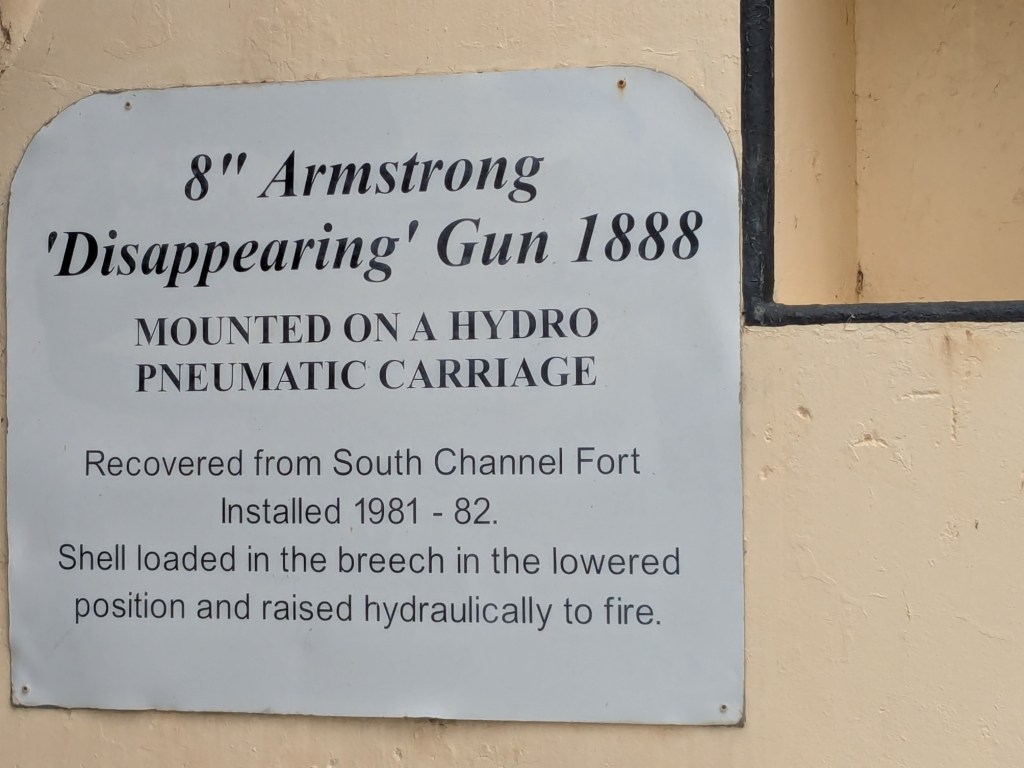 8" Armstrong
'Disappearing' Gun 1888
MOUNTED ON A HYDRO
PNEUMATIC CARRIAGE
Recovered from South Channel Fort
Installed 1981 - 82.
Shell loaded in the breech in the lowered
position and raised hydraulically to fire.